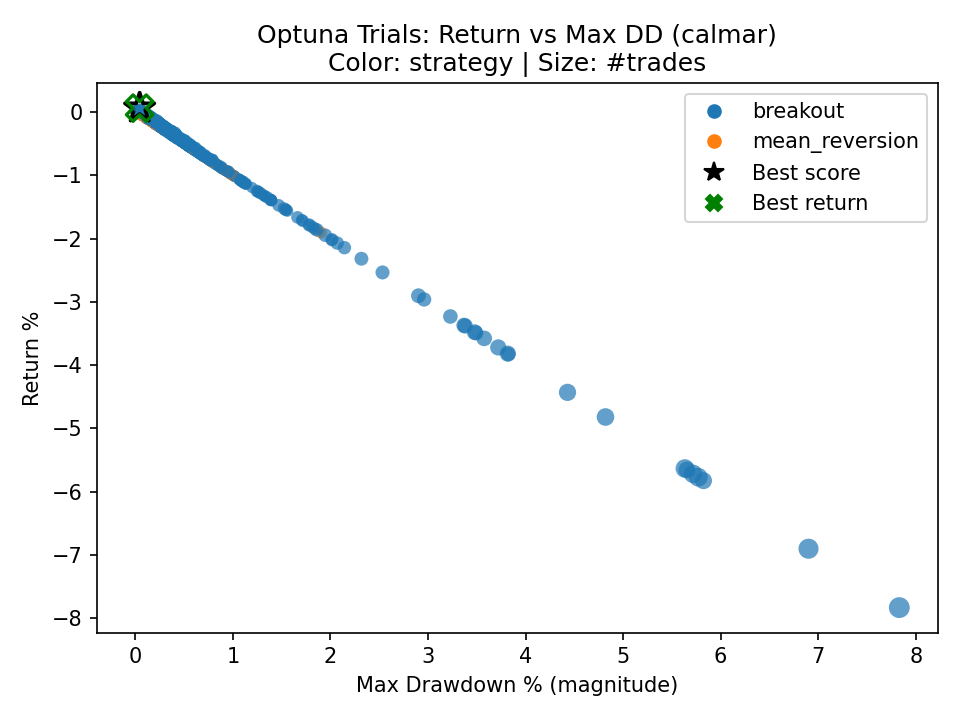 Optuna Trials: Return vs Max DD (calmar)
Color: strategy | Size: #trades
breakout
mean_reversion
Best score
Best return
Return %
0
−1
−2
−3
−4
−5
−6
−7
−8
0 1 2 3 4 5 6 7 8
Max Drawdown % (magnitude)